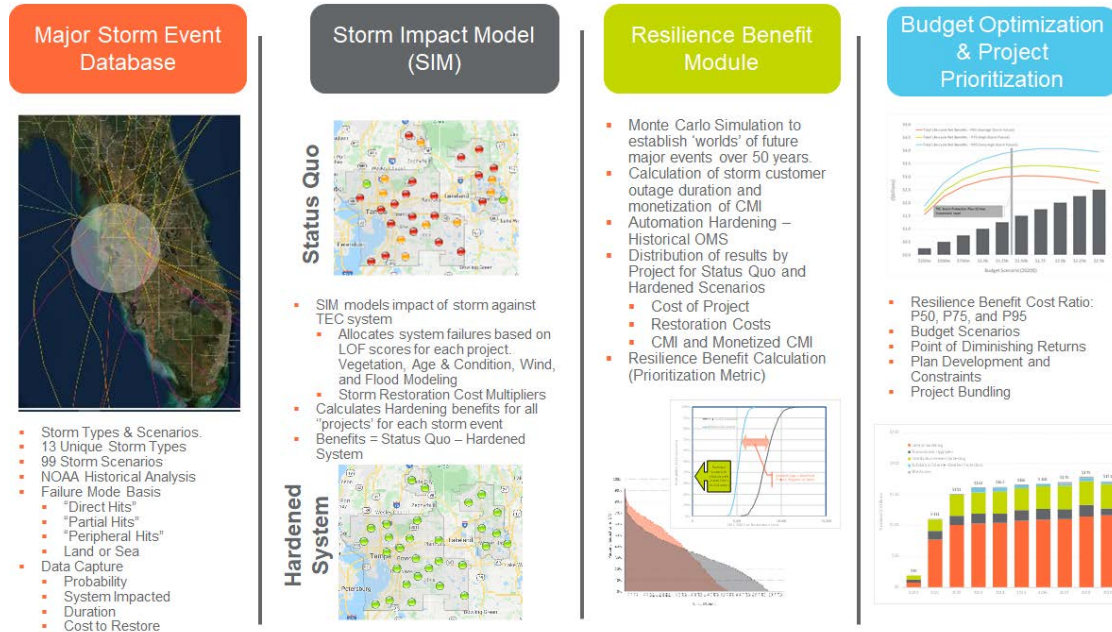 Major Storm Event
Database
Storm Types & Scenarios.
13 Unique Storm Types
99 Storm Scenarios
NOAA Historical Analysis
Failure Mode Basis
"Direct Hits"
"Partial Hits"
"Peripheral Hits"
Land or Sea
Data Capture
Probability
System Impacted
Duration
Cost to Restore
Storm Impact Model
(SIM)
Status Quo
SIM models impact of storm against
TEC system
Allocates system failures based on
LOF scores for each project.
Vegetation, Age & Condition, Wind,
and Flood Modeling
Storm Restoration Cost Multipliers
Calculates Hardening benefits for all
"projects' for each storm event
Benefits = Status Quo – Hardened
System
Hardened
System
Resilience Benefit
Module
Monte Carlo Simulation to
establish 'worlds' of future
major events over 50 years.
Calculation of storm customer
outage duration and
monetization of CMI
Automation Hardening –
Historical OMS
Distribution of results by
Project for Status Quo and
Hardened Scenarios
Cost of Project
Restoration Costs
CMI and Monetized CMI
Resilience Benefit Calculation
(Prioritization Metric)
Budget Optimization
& Project
Prioritization
Budget Scenario
Resilience Benefit Cost Ratio:
P50, P75, and P95
Budget Scenarios
Point of Diminishing Returns
Plan Development and
Constraints
Project Bundling